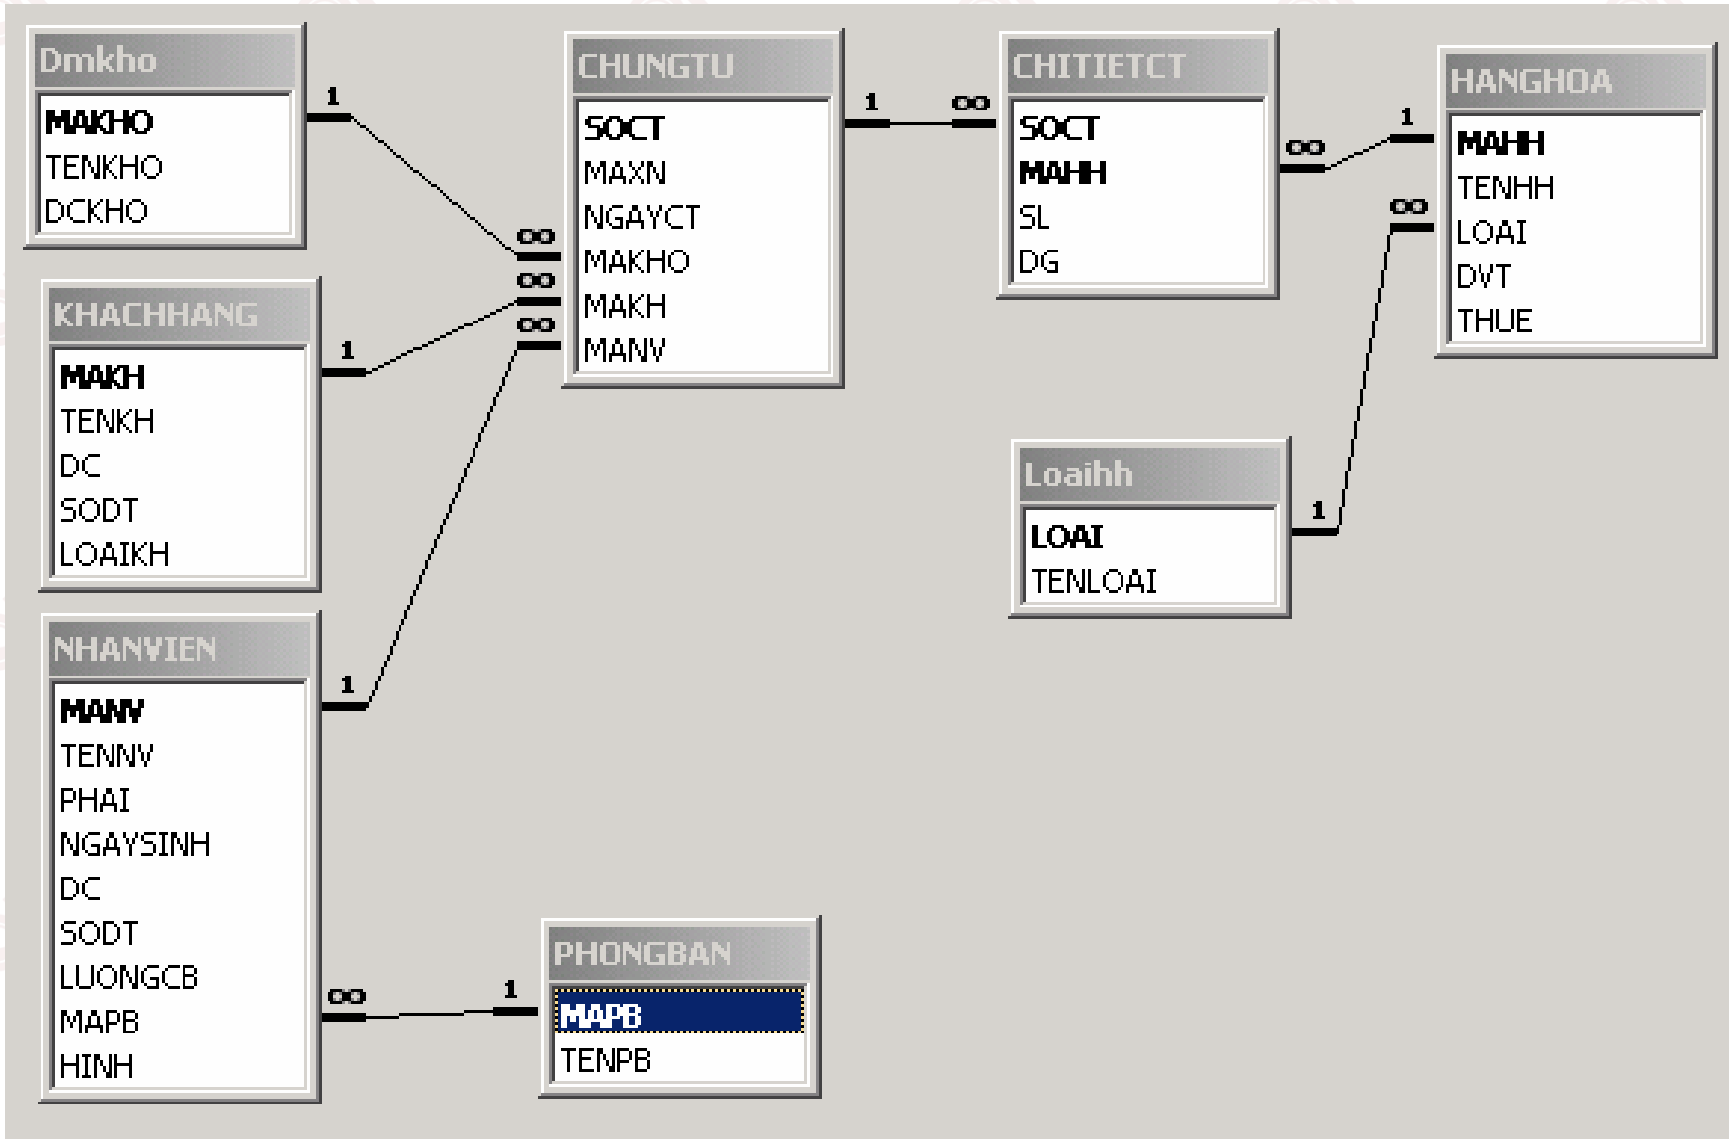 Dmkho
MAKHO
TENKHO
DCKHO
KHACHHANG
MAKH
TENKH
DC
SODT
LOAIKH
NHANVIEN
MANV
TENNV
PHAI
NGAYSINH
DC
SODT
LUONGCB
MAPB
HINH
PHONGBAN
MAPB
TENPB
CHUNGTU
SOCT
MAXN
NGAYCT
MAKHO
MAKH
MANV
CHITIETCT
SOCT
MAHH
SL
DG
HANGHOA
MAHH
TENHH
LOAI
DVT
THUE
Loaihh
LOAI
TENLOAI
1
∞
1
∞
1
∞
1
∞
1
∞
1
∞
1
∞